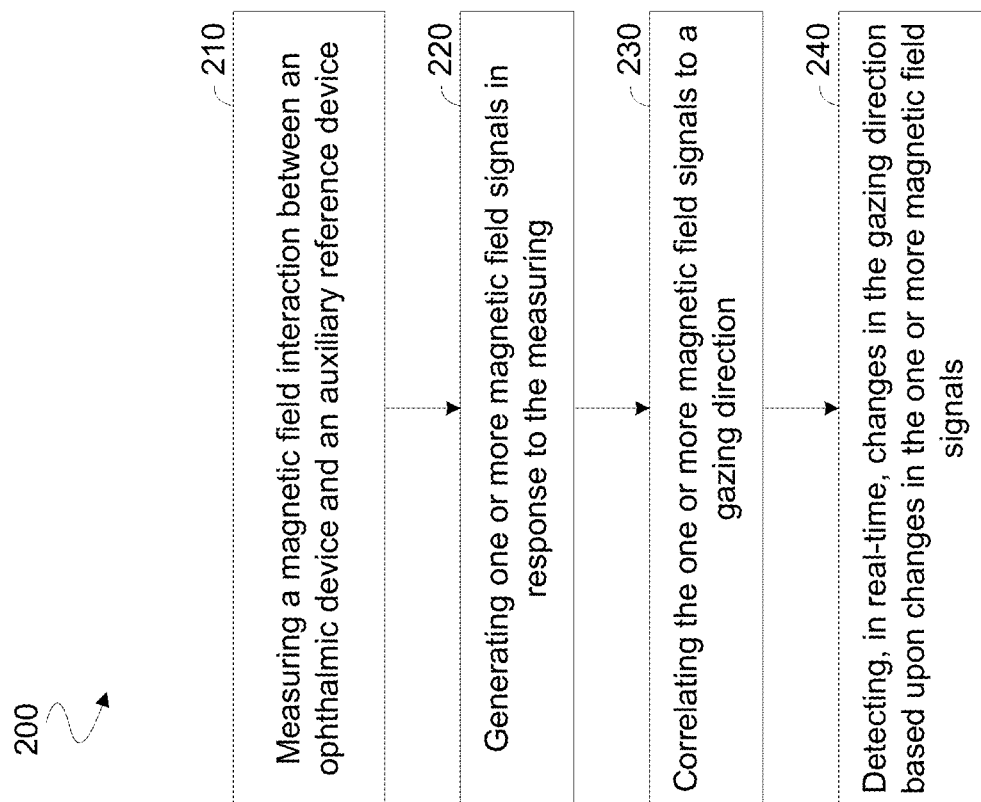 200
210
Measuring a magnetic field interaction between an
ophthalmic device and an auxiliary reference device
220
Generating one or more magnetic field signals in
response to the measuring
230
Correlating the one or more magnetic field signals to a
gazing direction
240
Detecting, in real-time, changes in the gazing direction
based upon changes in the one or more magnetic field
signals